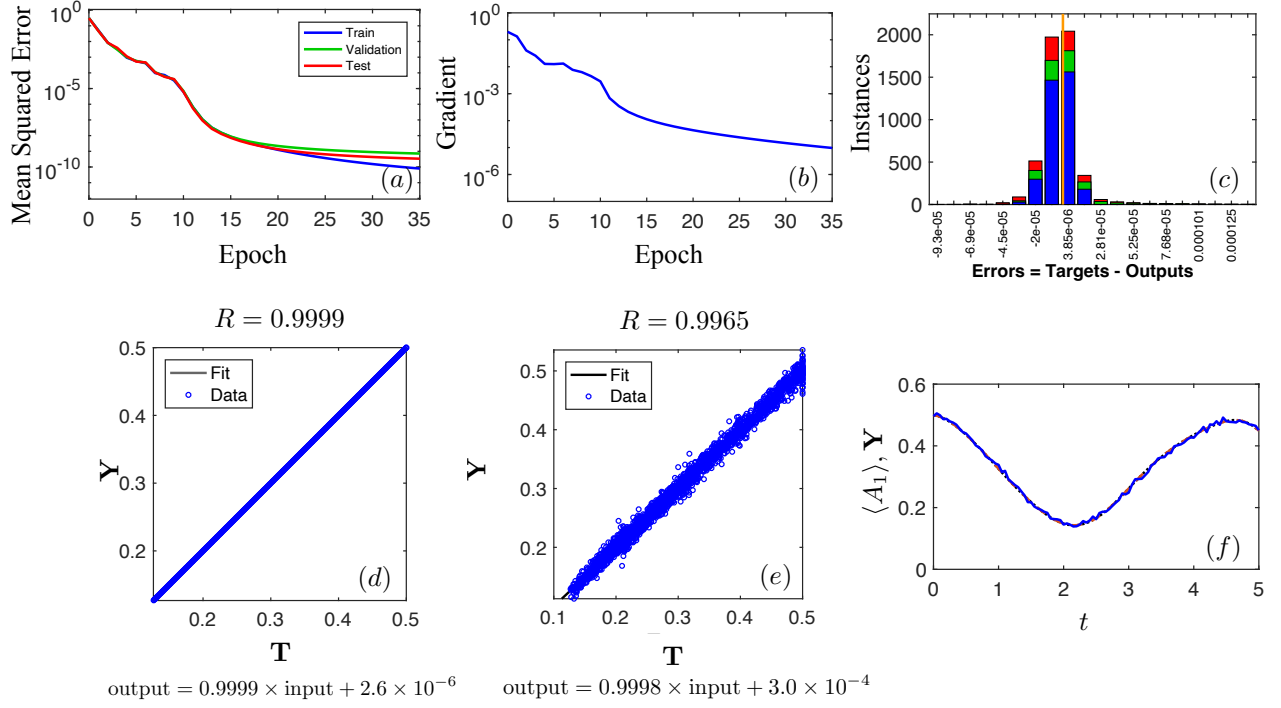 10^0
10^-5
10^-10
Mean Squared Error
Train
Validation
Test
(a)
0 5 10 15 20 25 30 35
Epoch
10^0
10^-3
10^-6
Gradient
(b)
0 5 10 15 20 25 30 35
Epoch
2000
1500
1000
500
0
Instances
(c)
-9.3e-05
-6.9e-05
-4.5e-05
-2e-05
3.85e-06
2.81e-05
5.25e-05
7.68e-05
0.000101
0.000125
Errors = Targets - Outputs
R = 0.9999
0.5
0.4
0.3
0.2
Y
Fit
Data
(d)
0.2 0.3 0.4 0.5
T
output = 0.9999 × input + 2.6 × 10^-6
R = 0.9965
0.5
0.4
0.3
0.2
Y
Fit
Data
(e)
0.1 0.2 0.3 0.4 0.5
T
output = 0.9998 × input + 3.0 × 10^-4
0.6
0.4
0.2
0
⟨A_1⟩, Y
(f)
0 1 2 3 4 5
t